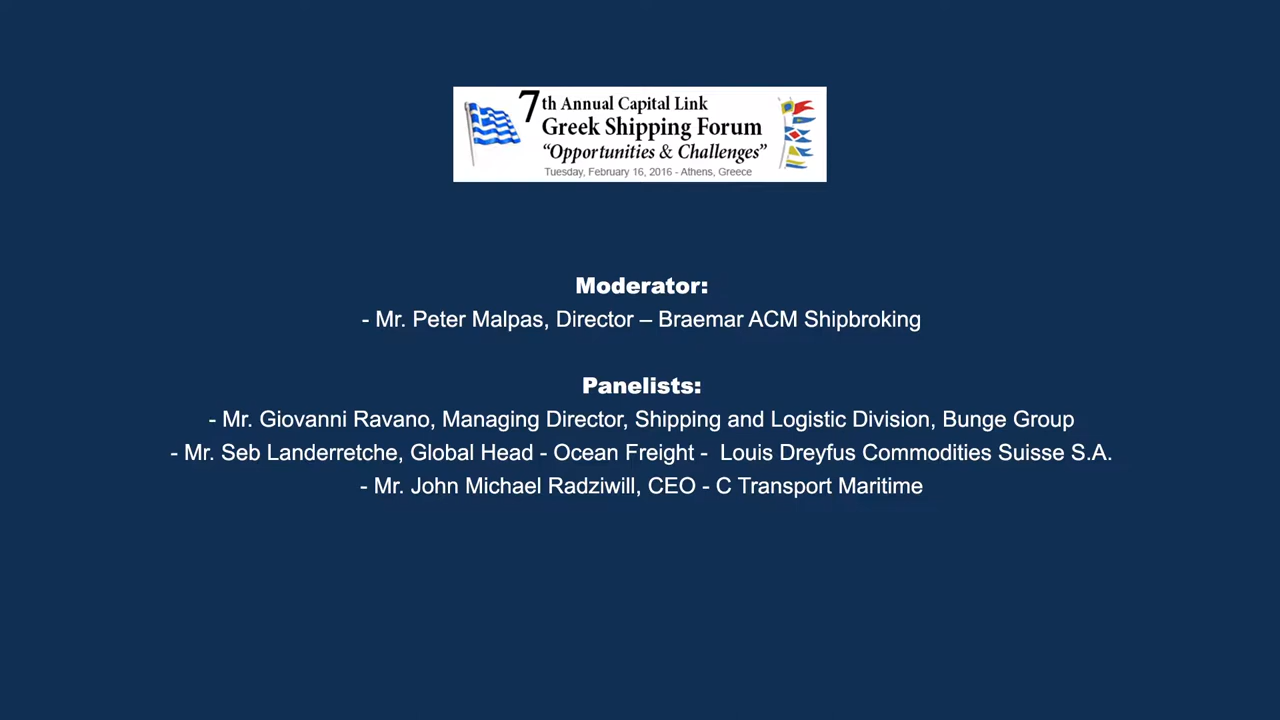 7th Annual Capital Link
Greek Shipping Forum
“Opportunities & Challenges”
Tuesday, February 16, 2016 - Athens, Greece
Moderator:
- Mr. Peter Malpas, Director – Braemar ACM Shipbroking
Panelists:
- Mr. Giovanni Ravano, Managing Director, Shipping and Logistic Division, Bunge Group
- Mr. Seb Landerretche, Global Head - Ocean Freight -  Louis Dreyfus Commodities Suisse S.A.
- Mr. John Michael Radziwill, CEO - C Transport Maritime